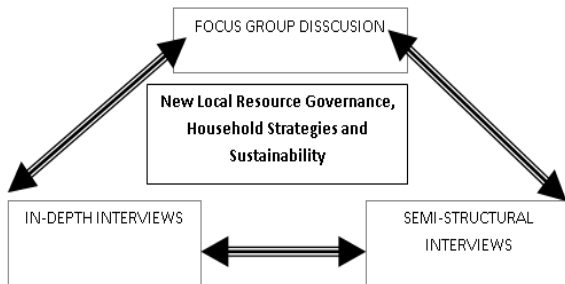 FOCUS GROUP DISSCUSION
New Local Resource Governance,
Household Strategies and
Sustainability
IN-DEPTH INTERVIEWS
SEMI-STRUCTURAL
INTERVIEWS